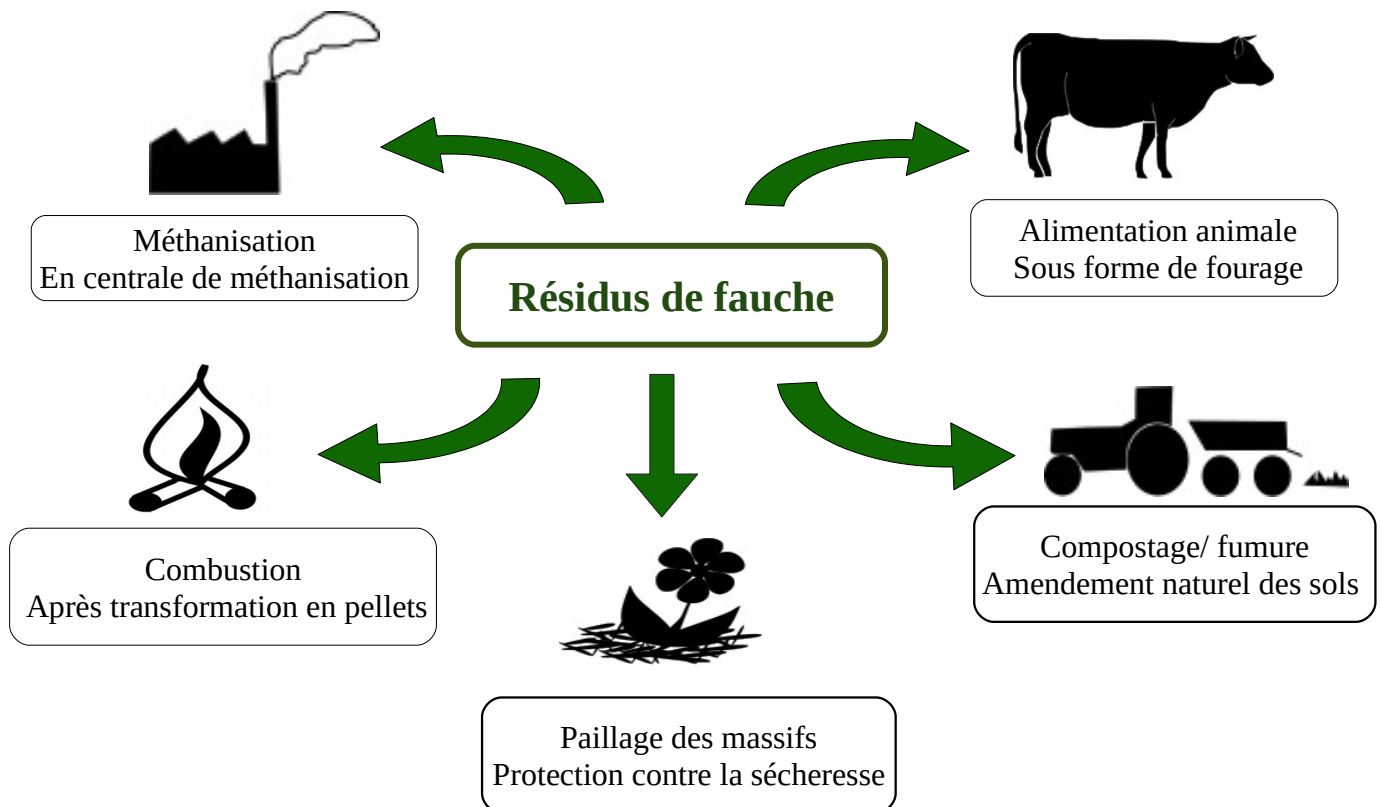 Méthanisation
En centrale de méthanisation
Alimentation animale
Sous forme de fourage
Résidus de fauche
Combustion
Après transformation en pellets
Compostage/ fumure
Amendement naturel des sols
Paillage des massifs
Protection contre la sécheresse